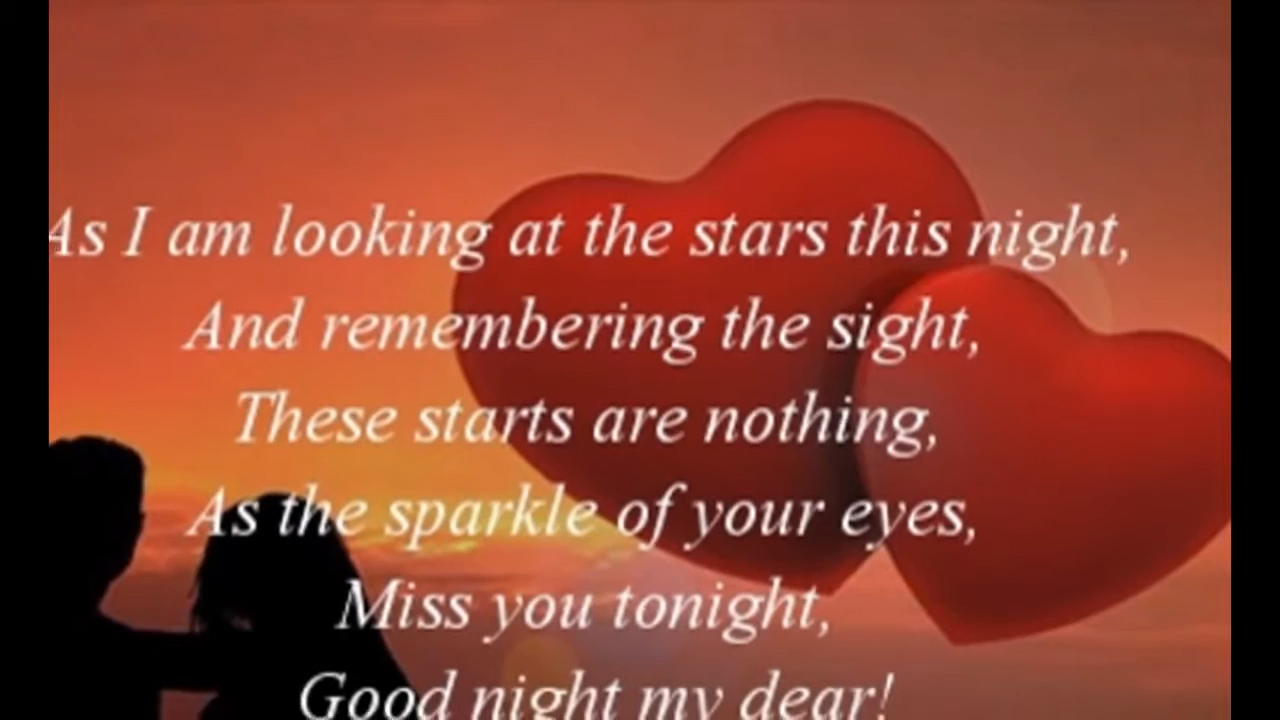 As I am looking at the stars this night,
And remembering the sight,
These starts are nothing,
As the sparkle of your eyes,
Miss you tonight,
Good night my dear!